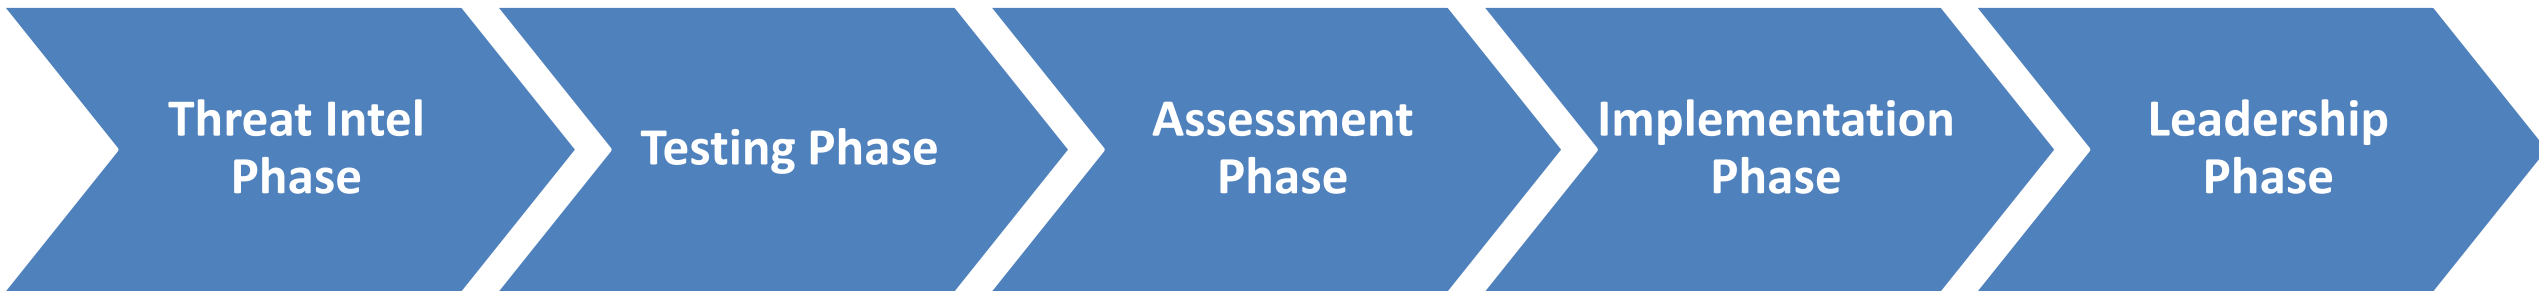 Threat Intel
Phase
Testing Phase
Assessment
Phase
Implementation
Phase
Leadership
Phase